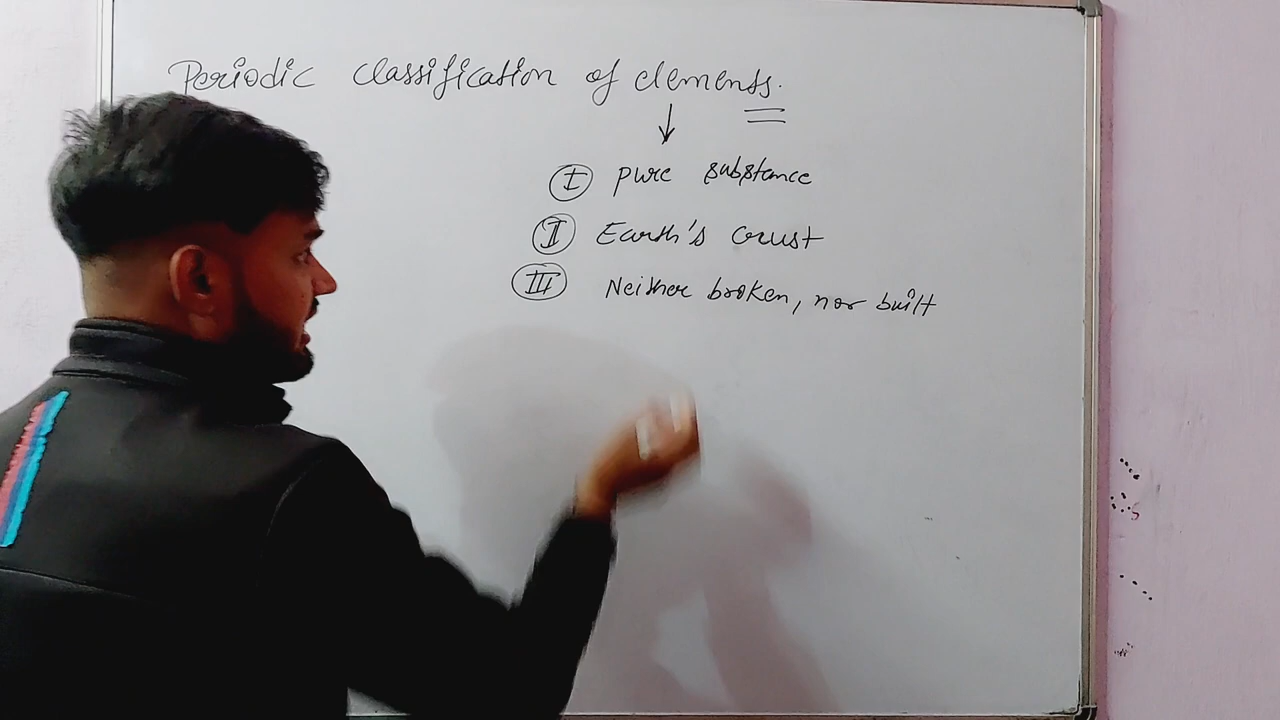 Periodic classification of elements.
↓
I pure substance
II Earth's crust
III Neither broken, nor built